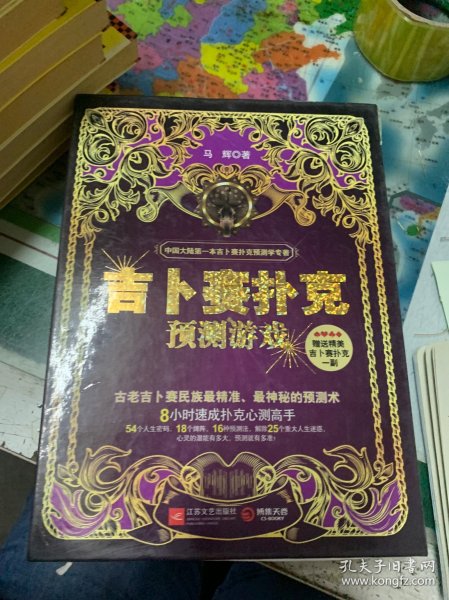 马 辉◎著
中国大陆第一本吉卜赛扑克预测学专著
吉卜赛扑克
预测游戏
赠送精美
吉卜赛扑克
一副
古老吉卜赛民族最精准、最神秘的预测术
8小时速成扑克心测高手
54个人生密码，18个牌阵，16种预测法，解除25个重大人生迷惑，
心灵的潜能有多大，预测就有多准！
江苏文艺出版社
博集天卷
CS-BOOKY
孔夫子旧书网
www.kongfz.com